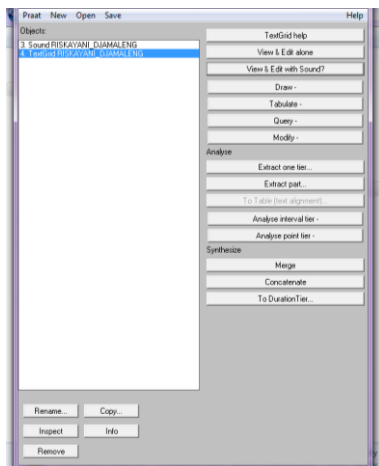 Praat New Open Save Help
Objects:
3. Sound RISKAYANI_DJAMALENG
4. TextGrid RISKAYANI_DJAMALENG
TextGrid help
View & Edit alone
View & Edit with Sound?
Draw -
Tabulate -
Query -
Modify -
Analyse
Extract one tier...
Extract part...
To Table (text alignment)...
Analyse interval tier -
Analyse point tier -
Synthesize
Merge
Concatenate
To DurationTier...
Rename... Copy...
Inspect Info
Remove